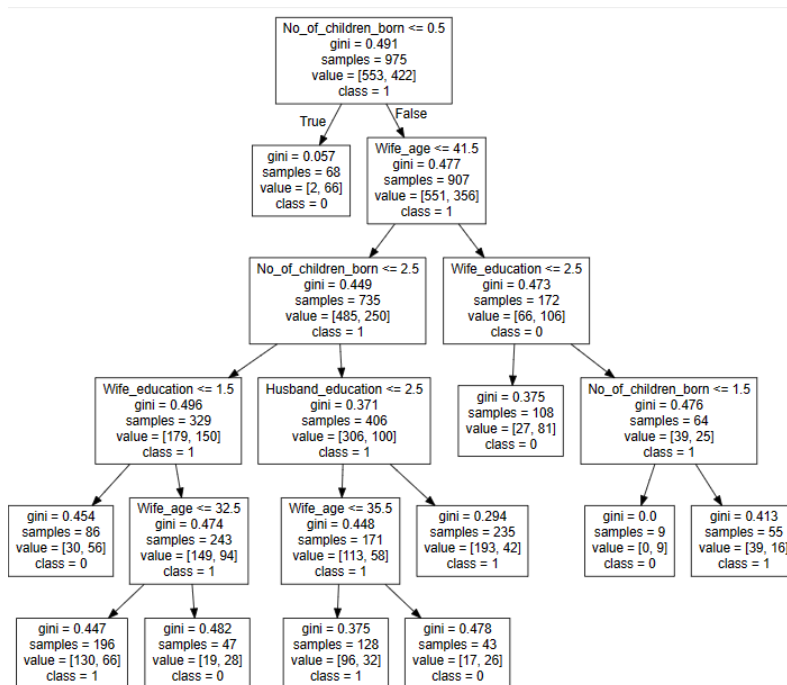 No_of_children_born <= 0.5
gini = 0.491
samples = 975
value = [553, 422]
class = 1
True
False
gini = 0.057
samples = 68
value = [2, 66]
class = 0
Wife_age <= 41.5
gini = 0.477
samples = 907
value = [551, 356]
class = 1
No_of_children_born <= 2.5
gini = 0.449
samples = 735
value = [485, 250]
class = 1
Wife_education <= 2.5
gini = 0.473
samples = 172
value = [66, 106]
class = 0
Wife_education <= 1.5
gini = 0.496
samples = 329
value = [179, 150]
class = 1
Husband_education <= 2.5
gini = 0.371
samples = 406
value = [306, 100]
class = 1
gini = 0.375
samples = 108
value = [27, 81]
class = 0
No_of_children_born <= 1.5
gini = 0.476
samples = 64
value = [39, 25]
class = 1
gini = 0.454
samples = 86
value = [30, 56]
class = 0
Wife_age <= 32.5
gini = 0.474
samples = 243
value = [149, 94]
class = 1
Wife_age <= 35.5
gini = 0.448
samples = 171
value = [113, 58]
class = 1
gini = 0.294
samples = 235
value = [193, 42]
class = 1
gini = 0.0
samples = 9
value = [0, 9]
class = 0
gini = 0.413
samples = 55
value = [39, 16]
class = 1
gini = 0.447
samples = 196
value = [130, 66]
class = 1
gini = 0.482
samples = 47
value = [19, 28]
class = 0
gini = 0.375
samples = 128
value = [96, 32]
class = 1
gini = 0.478
samples = 43
value = [17, 26]
class = 0